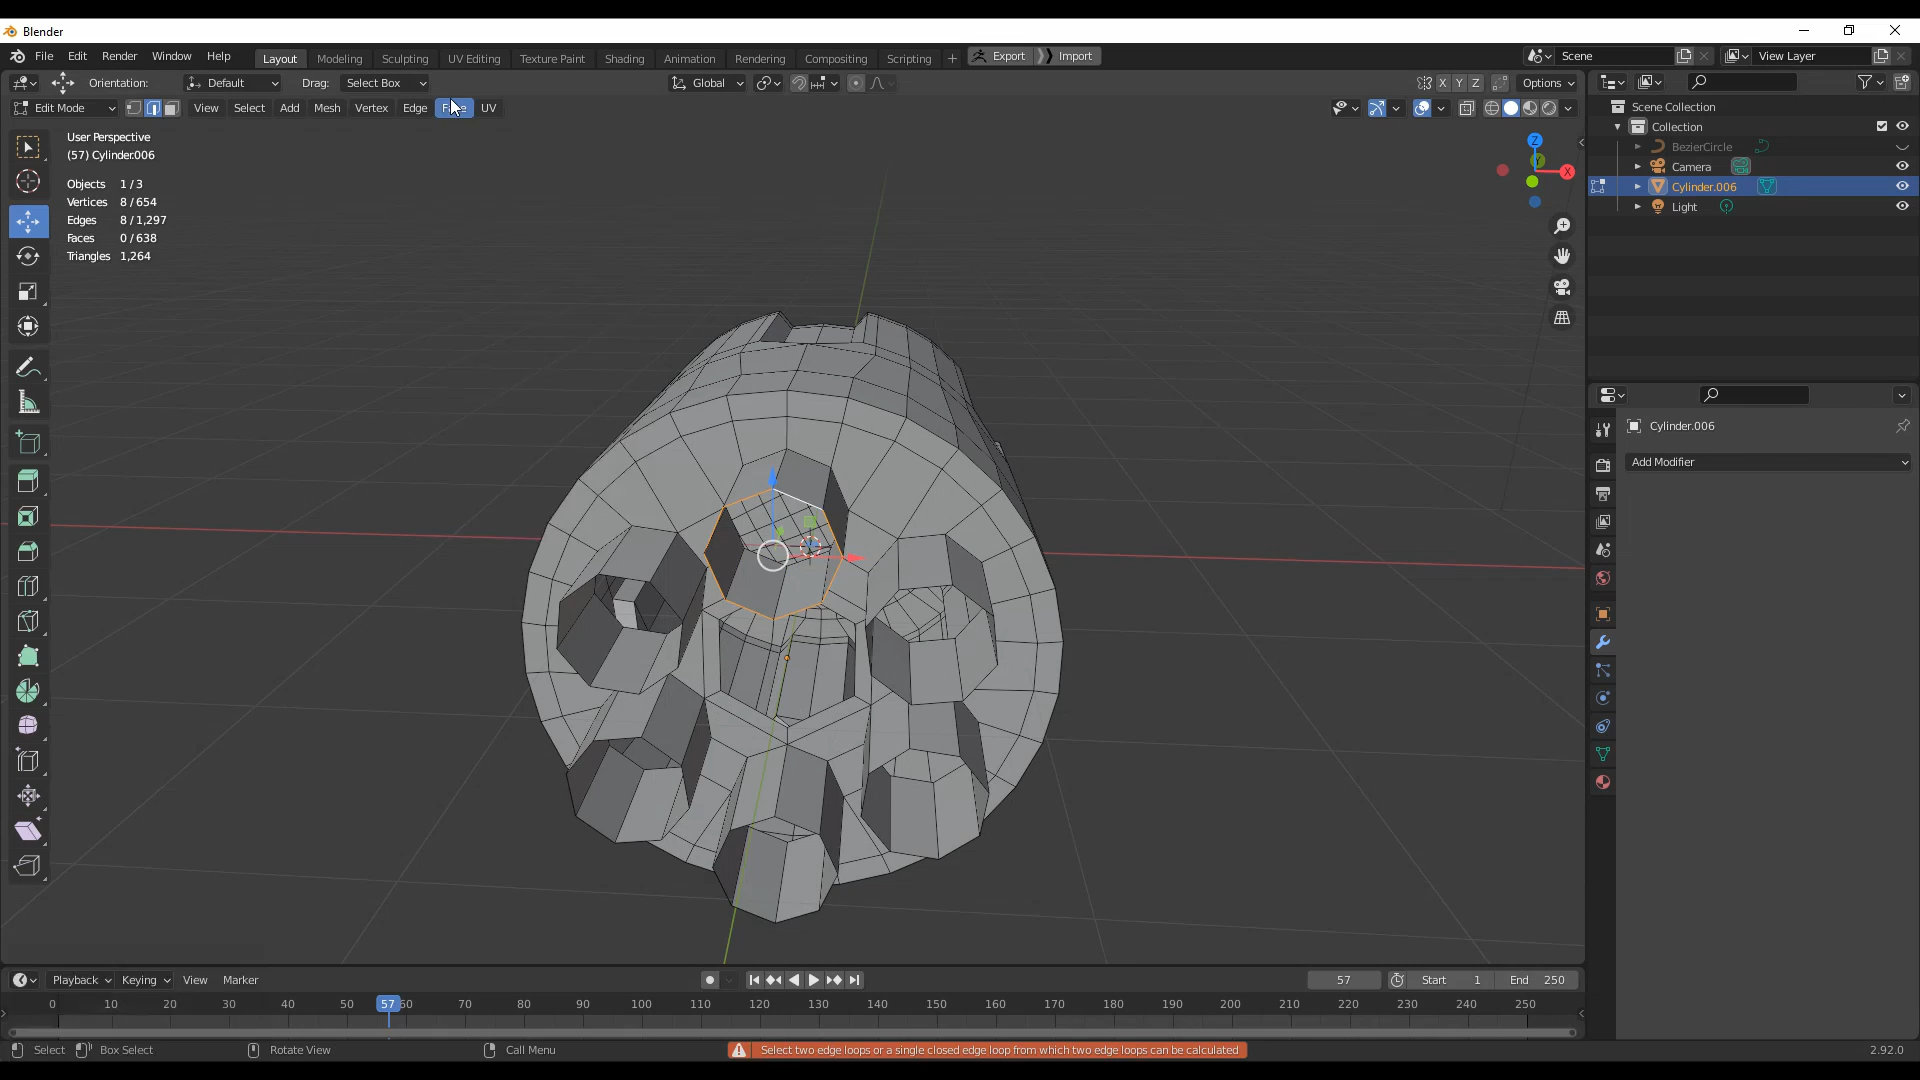 Blender
File Edit Render Window Help Layout Modeling Sculpting UV Editing Texture Paint Shading Animation Rendering Compositing Scripting + Export Import Scene View Layer
Orientation: Default Drag: Select Box Global X Y Z Options
Edit Mode View Select Add Mesh Vertex Edge UV
Scene Collection
Collection
BezierCircle
Camera
Cylinder.006
Light
User Perspective
(57) Cylinder.006
Objects 1 / 3
Vertices 8 / 654
Edges 8 / 1,297
Faces 0 / 638
Triangles 1,264
Z
Y
X
Cylinder.006
Add Modifier
Playback Keying View Marker 57 Start 1 End 250
0 10 20 30 40 50 57 60 70 80 90 100 110 120 130 140 150 160 170 180 190 200 210 220 230 240 250
Select Box Select Rotate View Call Menu Select two edge loops or a single closed edge loop from which two edge loops can be calculated 2.92.0